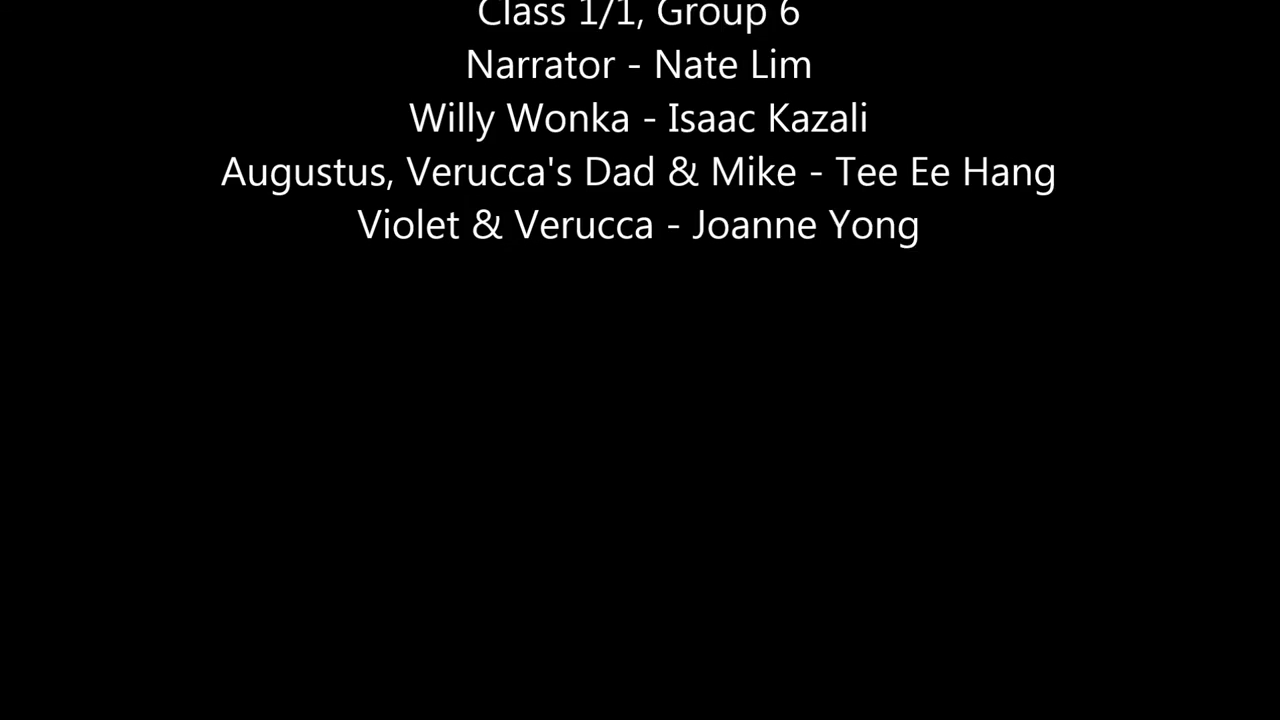 Class 1/1, Group 6
Narrator - Nate Lim
Willy Wonka - Isaac Kazali
Augustus, Verucca's Dad & Mike - Tee Ee Hang
Violet & Verucca - Joanne Yong